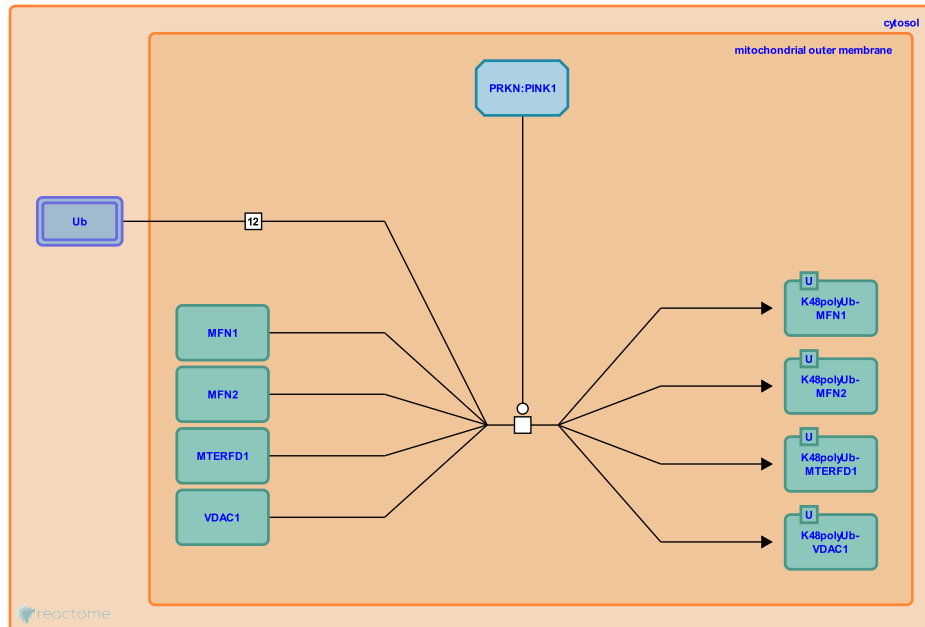 cytosol
mitochondrial outer membrane
PRKN:PINK1
Ub
12
MFN1
MFN2
MTERFD1
VDAC1
U
K48polyUb-
MFN1
U
K48polyUb-
MFN2
U
K48polyUb-
MTERFD1
U
K48polyUb-
VDAC1
reactome